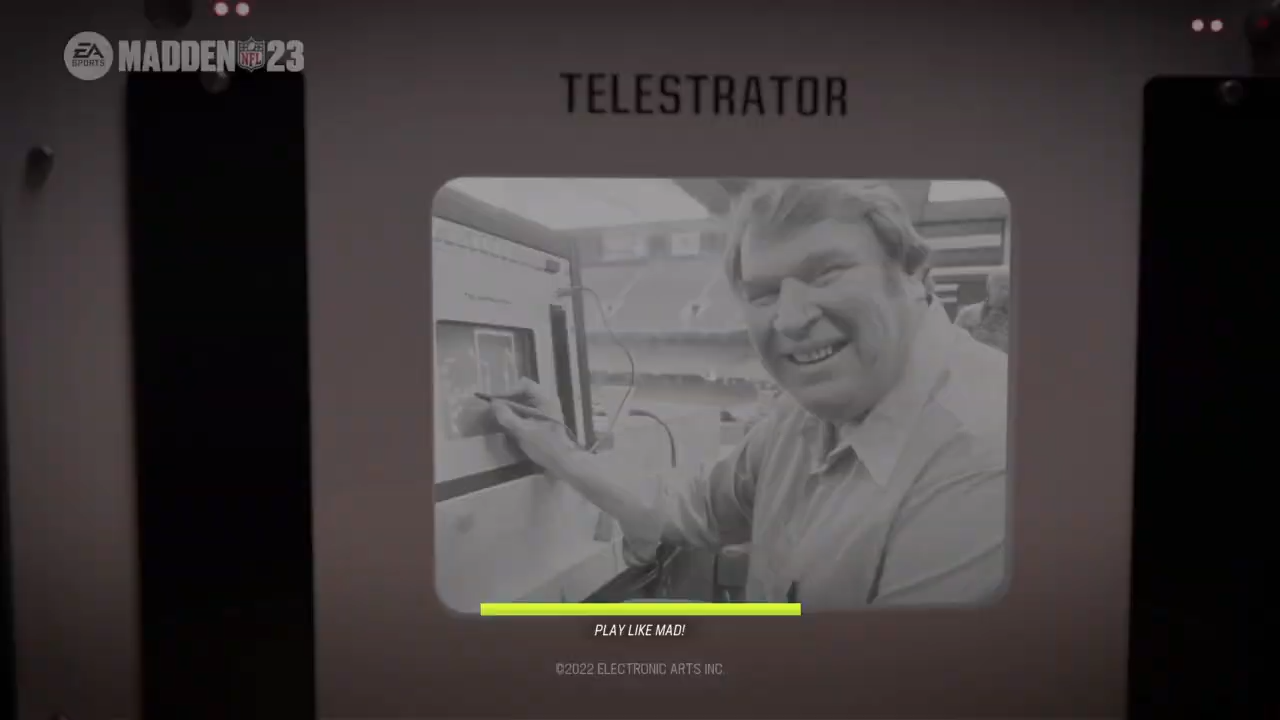 EA
SPORTS
MADDEN NFL 23
TELESTRATOR
PLAY LIKE MAD!
©2022 ELECTRONIC ARTS INC.